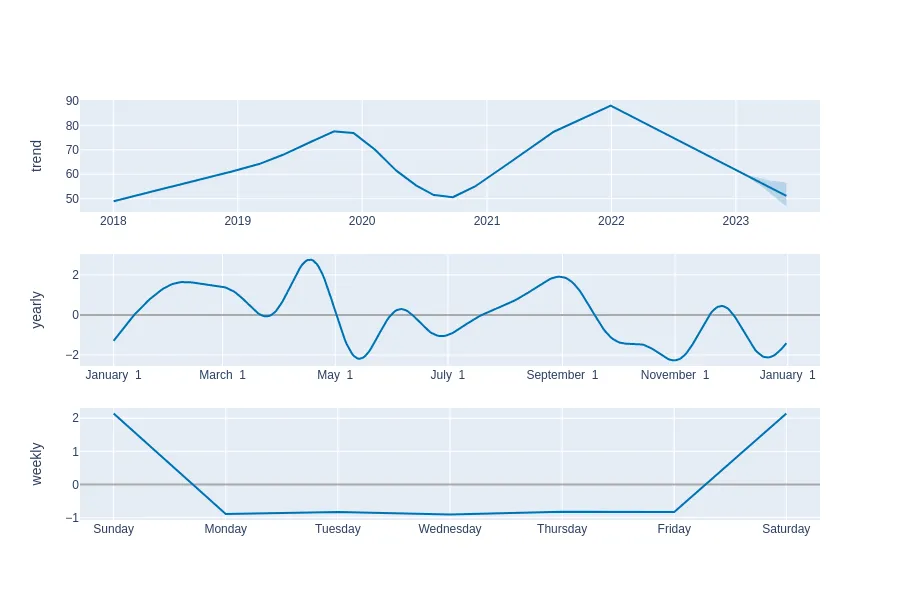 trend
90
80
70
60
50
2018 2019 2020 2021 2022 2023
yearly
2
0
−2
January 1 March 1 May 1 July 1 September 1 November 1 January 1
weekly
2
1
0
−1
Sunday Monday Tuesday Wednesday Thursday Friday Saturday